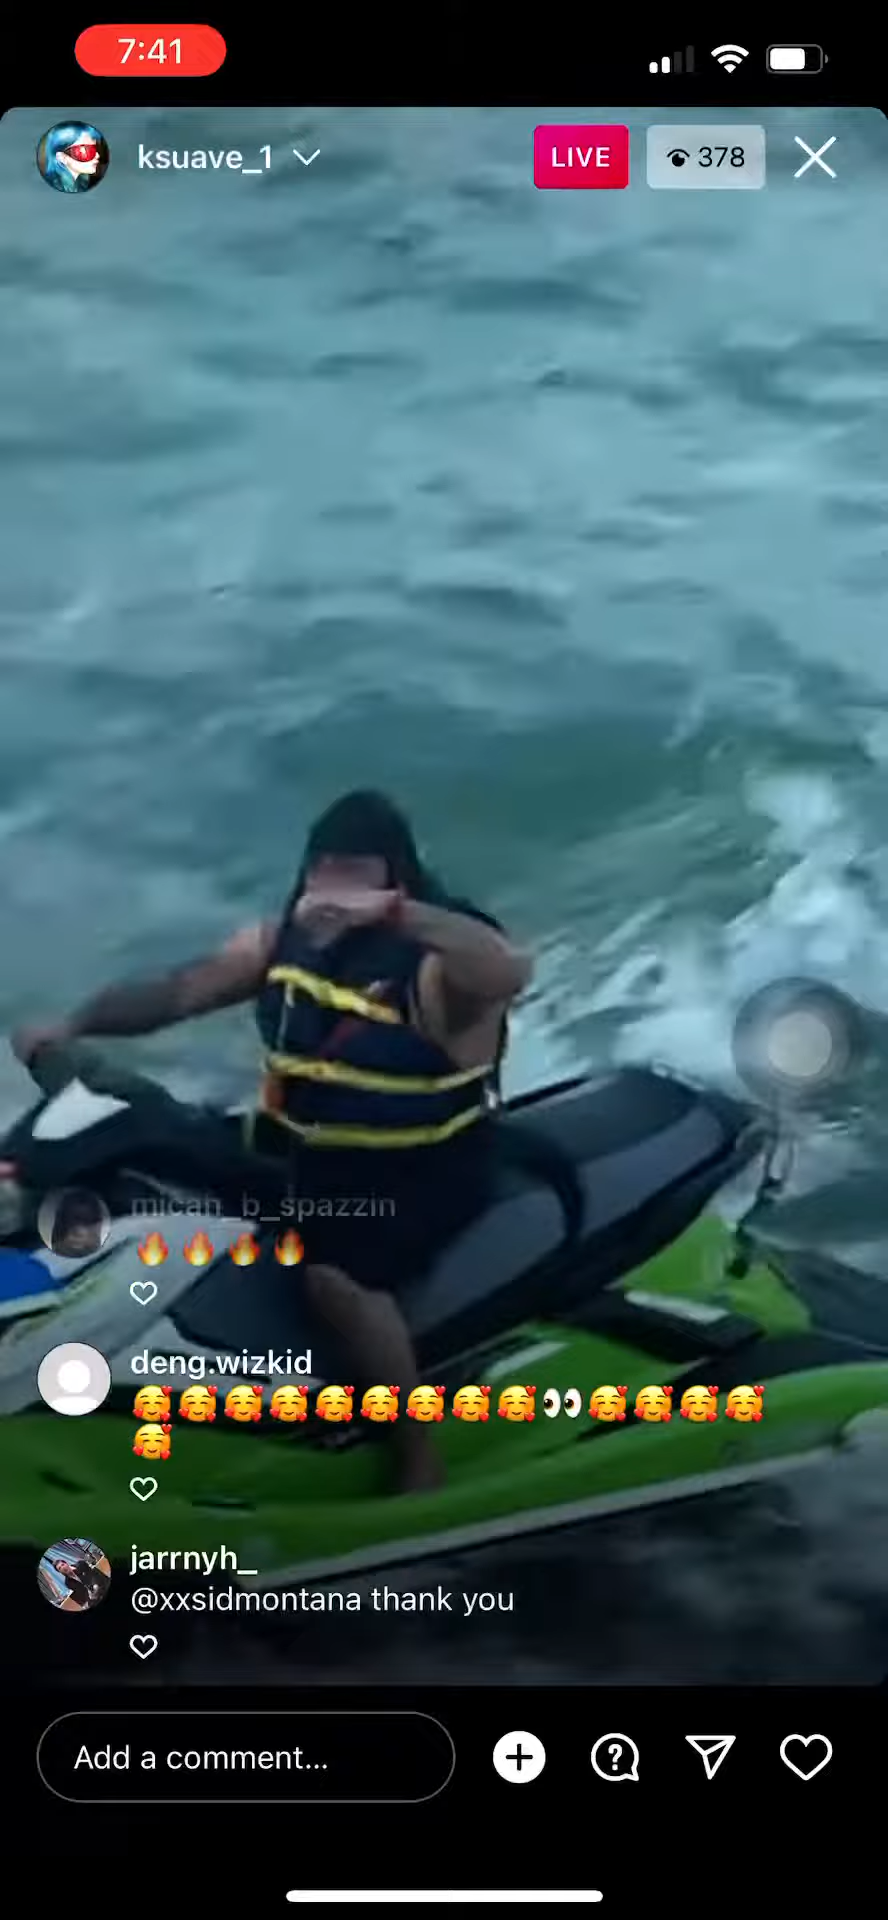 7:41
ksuave_1
LIVE
378
micah_b_spazzin
🔥🔥🔥🔥
deng.wizkid
🥰🥰🥰🥰🥰🥰🥰🥰🥰👀🥰🥰🥰🥰
🥰
jarrnyh_
@xxsidmontana thank you
Add a comment...